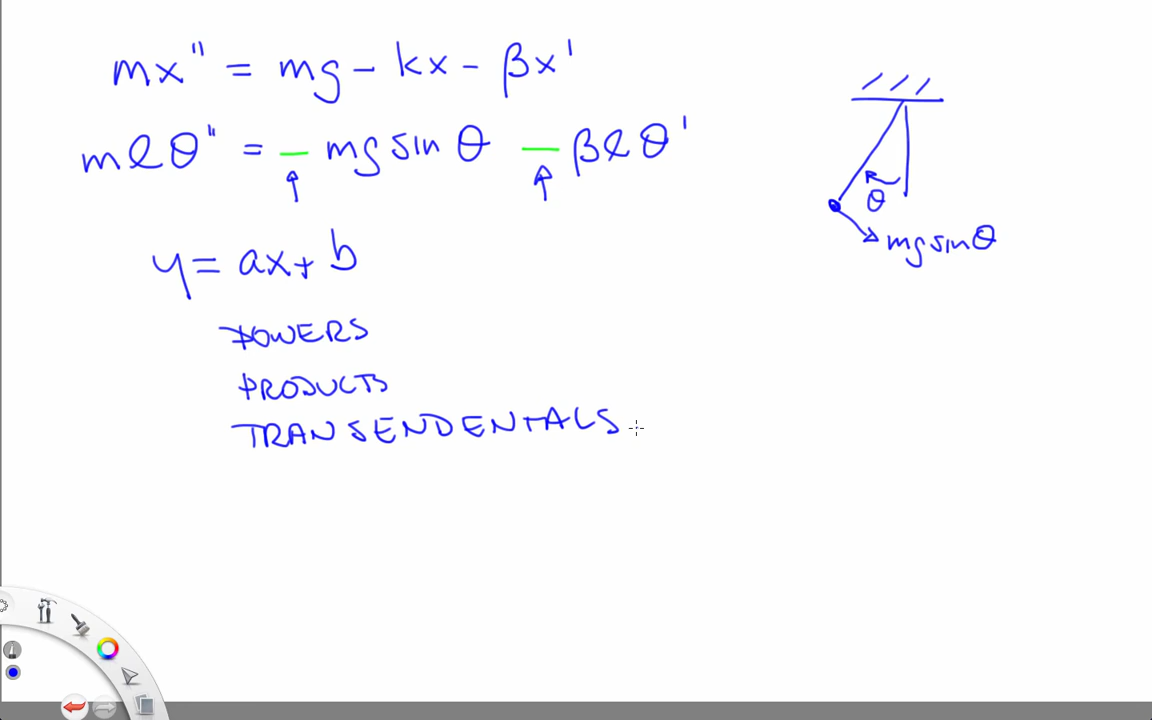 mx'' = mg - kx - βx'
mlθ'' = - mg sin θ - βlθ'
θ
mg sin θ
y = ax + b
POWERS
PRODUCTS
TRANSENDENTALS